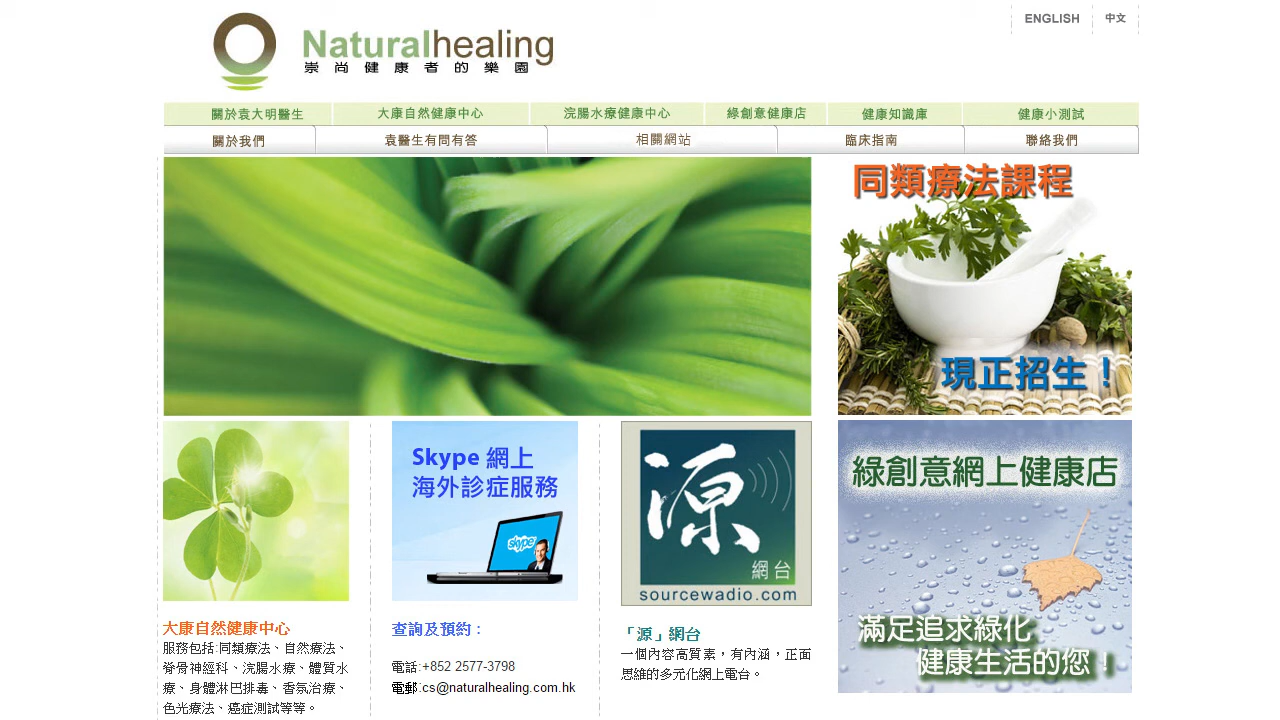 ENGLISH 中文
Naturalhealing
崇尚健康者的樂園
關於袁大明醫生 大康自然健康中心 浣腸水療健康中心 綠創意健康店 健康知識庫 健康小測試
關於我們 袁醫生有問有答 相關網站 臨床指南 聯絡我們
同類療法課程
現正招生！
Skype 網上
海外診症服務
skype
源
網台
sourcewadio.com
綠創意網上健康店
滿足追求綠化
健康生活的您！
大康自然健康中心
服務包括:同類療法、自然療法、
脊骨神經科、浣腸水療、體質水
療、身體淋巴排毒、香氛治療、
色光療法、癌症測試等等。
查詢及預約：
電話:+852 2577-3798
電郵:cs@naturalhealing.com.hk
「源」網台
一個內容高質素，有內涵，正面
思維的多元化網上電台。